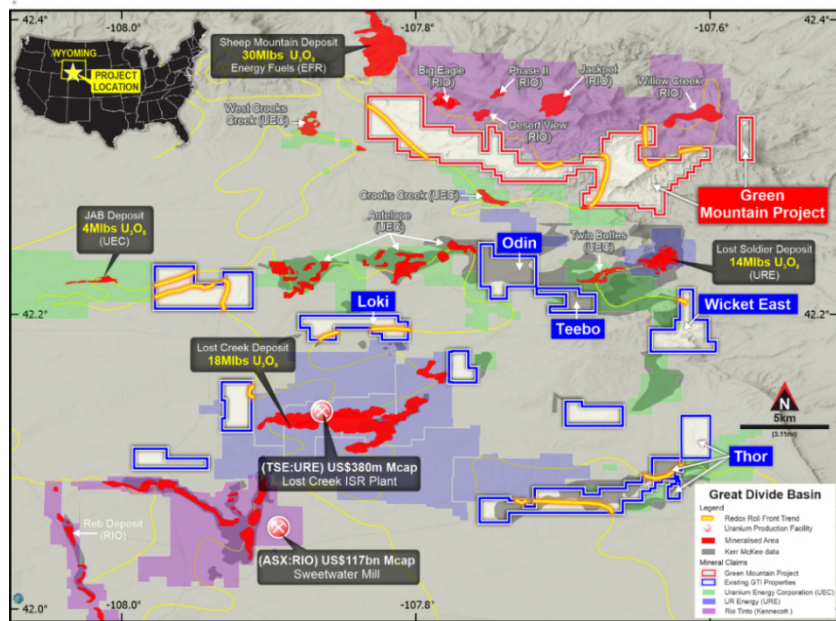 42.4°
-108.0°
-107.8°
-107.6°
42.4°
WYOMING
PROJECT
LOCATION
Sheep Mountain Deposit
30Mlbs U₃O₈
Energy Fuels (EFR)
Big Eagle
(RIO)
Phase II
(RIO)
Jackpot
(RIO)
Willow Creek
(RIO)
Desert View
(RIO)
West Crooks
Creek (UEC)
Crooks Creek (UEC)
Green
Mountain Project
JAB Deposit
4Mlbs U₃O₈
(UEC)
Antelope
(UEC)
Odin
Twin Buttes
(UEC)
Lost Soldier Deposit
14Mlbs U₃O₈
(URE)
42.2°
Loki
Teebo
Wicket East
42.2°
Lost Creek Deposit
18Mlbs U₃O₈
N
5km
(3.11mi)
(TSE:URE) US$380m Mcap
Lost Creek ISR Plant
Thor
Reb Deposit
(RIO)
(ASX:RIO) US$117bn Mcap
Sweetwater Mill
Great Divide Basin
Legend
Redox Roll Front Trend
Uranium Production Facility
Mineralised Area
Kerr McKee data
Mineral Claims
Green Mountain Project
Existing GTI Properties
Uranium Energy Corporation (UEC)
UR Energy (URE)
Rio Tinto (Kennecott)
42.0°
-108.0°
-107.8°